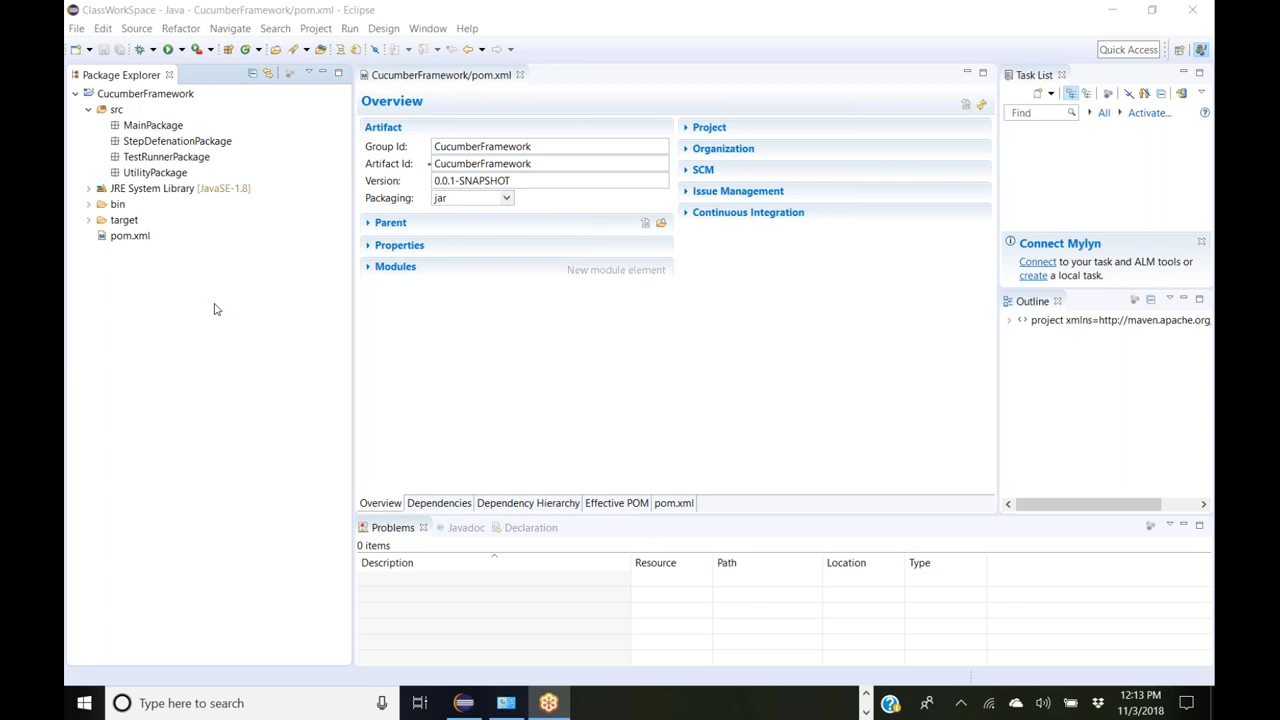 ClassWorkSpace - Java - CucumberFramework/pom.xml - Eclipse
File Edit Source Refactor Navigate Search Project Run Design Window Help
Quick Access
Package Explorer
CucumberFramework
src
MainPackage
StepDefenationPackage
TestRunnerPackage
UtilityPackage
JRE System Library [JavaSE-1.8]
bin
target
pom.xml
CucumberFramework/pom.xml
Overview
Artifact
Group Id: CucumberFramework
Artifact Id: * CucumberFramework
Version: 0.0.1-SNAPSHOT
Packaging: jar
Parent
Properties
Modules New module element
Project
Organization
SCM
Issue Management
Continuous Integration
Overview Dependencies Dependency Hierarchy Effective POM pom.xml
Problems Javadoc Declaration
0 items
Description Resource Path Location Type
Task List
Find All Activate...
Connect Mylyn
Connect to your task and ALM tools or
create a local task.
Outline
project xmlns=http://maven.apache.org
Type here to search
12:13 PM
11/3/2018